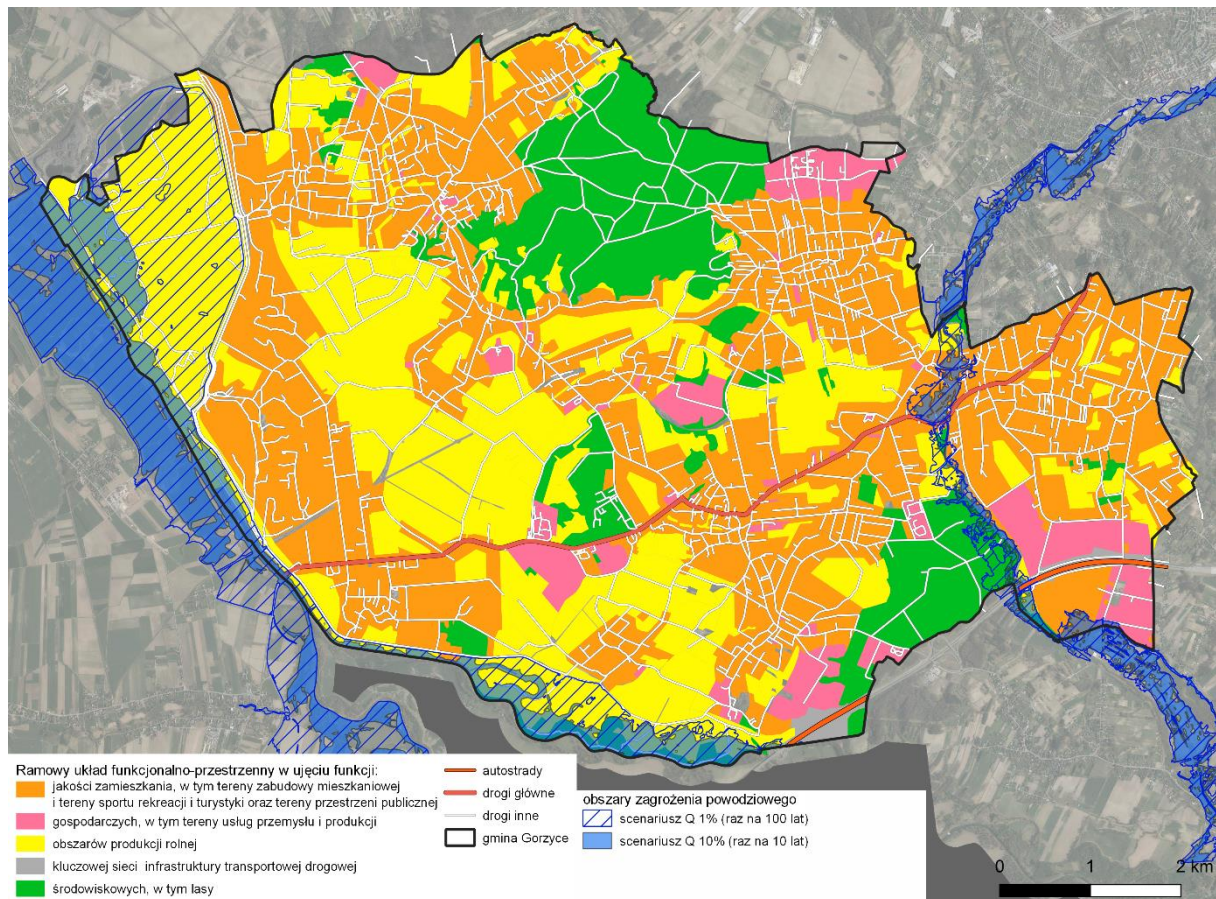 Ramowy układ funkcjonalno-przestrzenny w ujęciu funkcji:
jakości zamieszkania, w tym tereny zabudowy mieszkaniowej
i tereny sportu rekreacji i turystyki oraz tereny przestrzeni publicznej
gospodarczych, w tym tereny usług przemysłu i produkcji
obszarów produkcji rolnej
kluczowej sieci infrastruktury transportowej drogowej
środowiskowych, w tym lasy
autostrady
drogi główne
drogi inne
gmina Gorzyce
obszary zagrożenia powodziowego
scenariusz Q 1% (raz na 100 lat)
scenariusz Q 10% (raz na 10 lat)
0 1 2 km